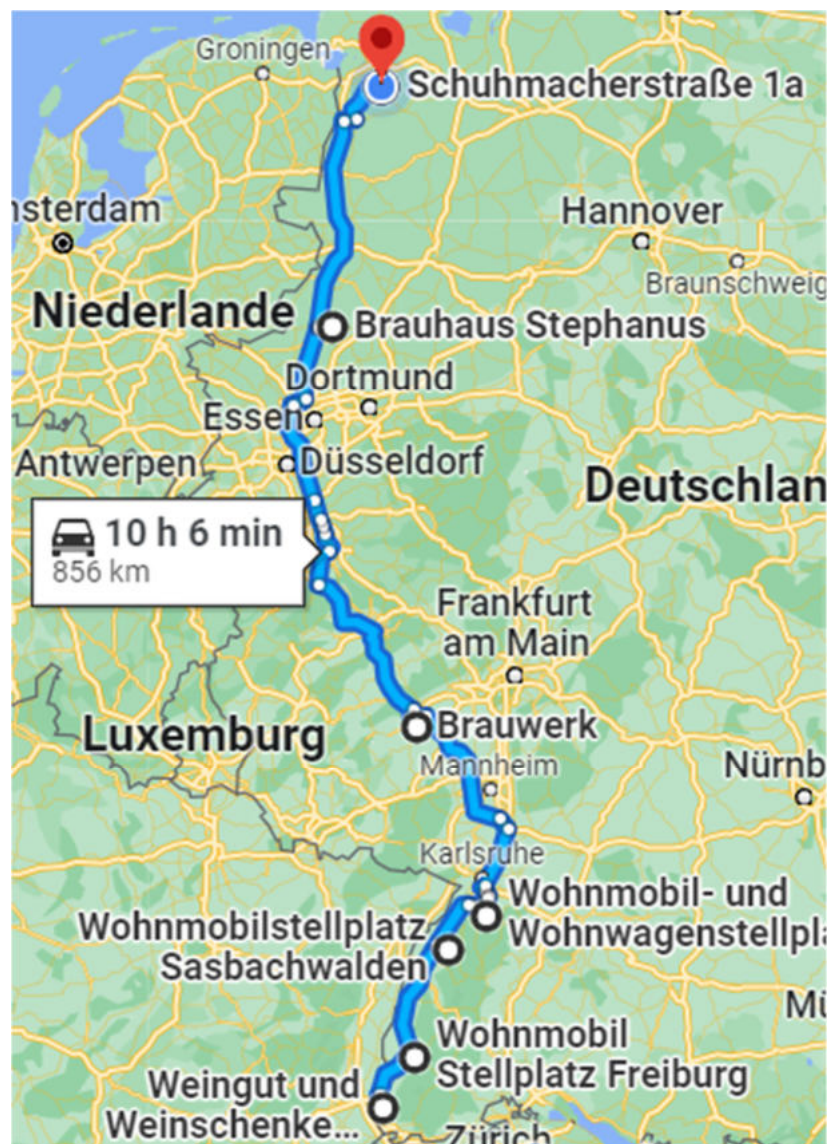 Groningen
Schuhmacherstraße 1a
nsterdam
Hannover
Braunschweig
Niederlande
Brauhaus Stephanus
Dortmund
Essen
Antwerpen
Düsseldorf
Deutschlan
10 h 6 min
856 km
Frankfurt
am Main
Luxemburg
Brauwerk
Mannheim
Nürnb
Karlsruhe
Wohnmobil- und
Wohnwagenstellpla
Wohnmobilstellplatz
Sasbachwalden
Mü
Wohnmobil
Stellplatz Freiburg
Weingut und
Weinschenke...
Zürich